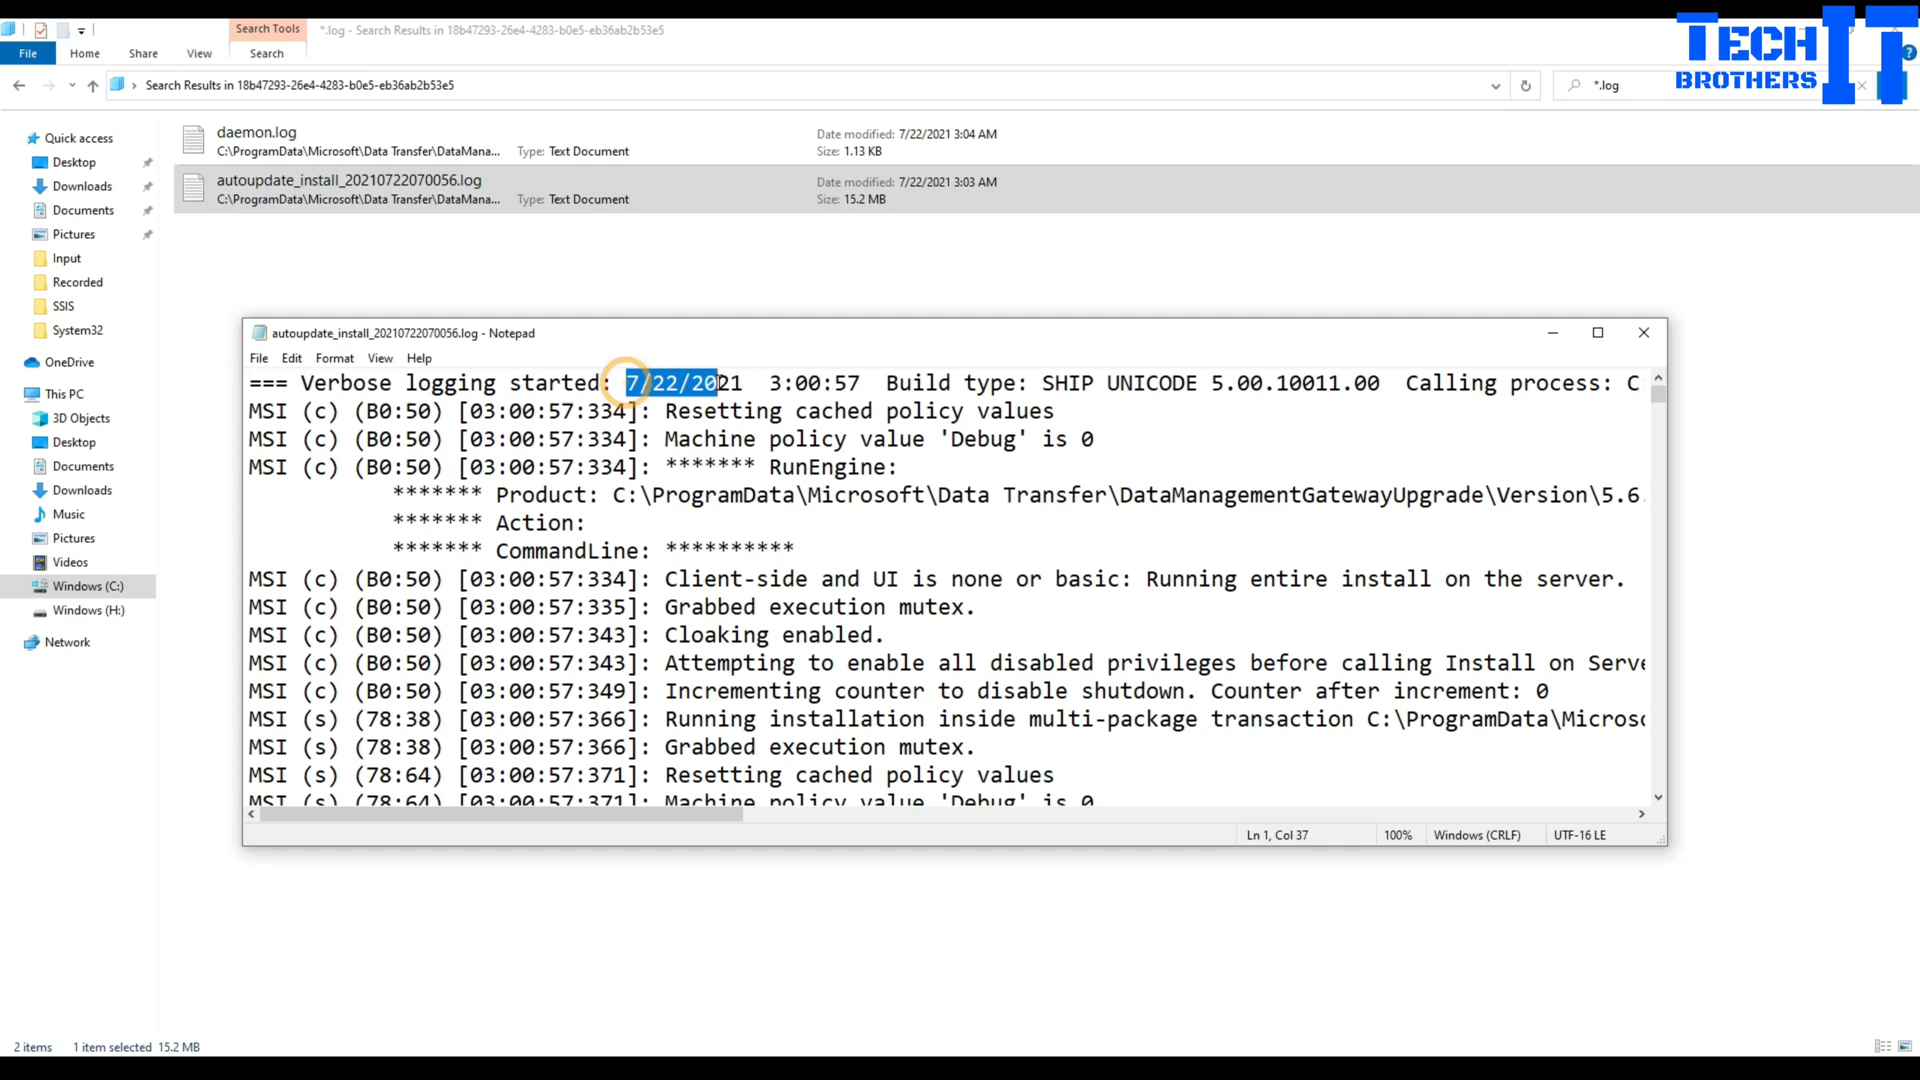 Search Tools
*.log - Search Results in 18b47293-26e4-4283-b0e5-eb36ab2b53e5
File
Home
Share
View
Search
Search Results in 18b47293-26e4-4283-b0e5-eb36ab2b53e5
*.log
TECH IT
BROTHERS
Quick access
Desktop
Downloads
Documents
Pictures
Input
Recorded
SSIS
System32
OneDrive
This PC
3D Objects
Desktop
Documents
Downloads
Music
Pictures
Videos
Windows (C:)
Windows (H:)
Network
daemon.log
C:\ProgramData\Microsoft\Data Transfer\DataMana... Type: Text Document
Date modified: 7/22/2021 3:04 AM
Size: 1.13 KB
autoupdate_install_20210722070056.log
C:\ProgramData\Microsoft\Data Transfer\DataMana... Type: Text Document
Date modified: 7/22/2021 3:03 AM
Size: 15.2 MB
autoupdate_install_20210722070056.log - Notepad
File Edit Format View Help
=== Verbose logging started: 7/22/2021  3:00:57  Build type: SHIP UNICODE 5.00.10011.00  Calling process: C
MSI (c) (B0:50) [03:00:57:334]: Resetting cached policy values
MSI (c) (B0:50) [03:00:57:334]: Machine policy value 'Debug' is 0
MSI (c) (B0:50) [03:00:57:334]: ******* RunEngine:
******* Product: C:\ProgramData\Microsoft\Data Transfer\DataManagementGatewayUpgrade\Version\5.6.
******* Action:
******* CommandLine: **********
MSI (c) (B0:50) [03:00:57:334]: Client-side and UI is none or basic: Running entire install on the server.
MSI (c) (B0:50) [03:00:57:335]: Grabbed execution mutex.
MSI (c) (B0:50) [03:00:57:343]: Cloaking enabled.
MSI (c) (B0:50) [03:00:57:343]: Attempting to enable all disabled privileges before calling Install on Serve
MSI (c) (B0:50) [03:00:57:349]: Incrementing counter to disable shutdown. Counter after increment: 0
MSI (s) (78:38) [03:00:57:366]: Running installation inside multi-package transaction C:\ProgramData\Microso
MSI (s) (78:38) [03:00:57:366]: Grabbed execution mutex.
MSI (s) (78:64) [03:00:57:371]: Resetting cached policy values
MSI (s) (78:64) [03:00:57:371]: Machine policy value 'Debug' is 0
Ln 1, Col 37
100%
Windows (CRLF)
UTF-16 LE
2 items
1 item selected 15.2 MB